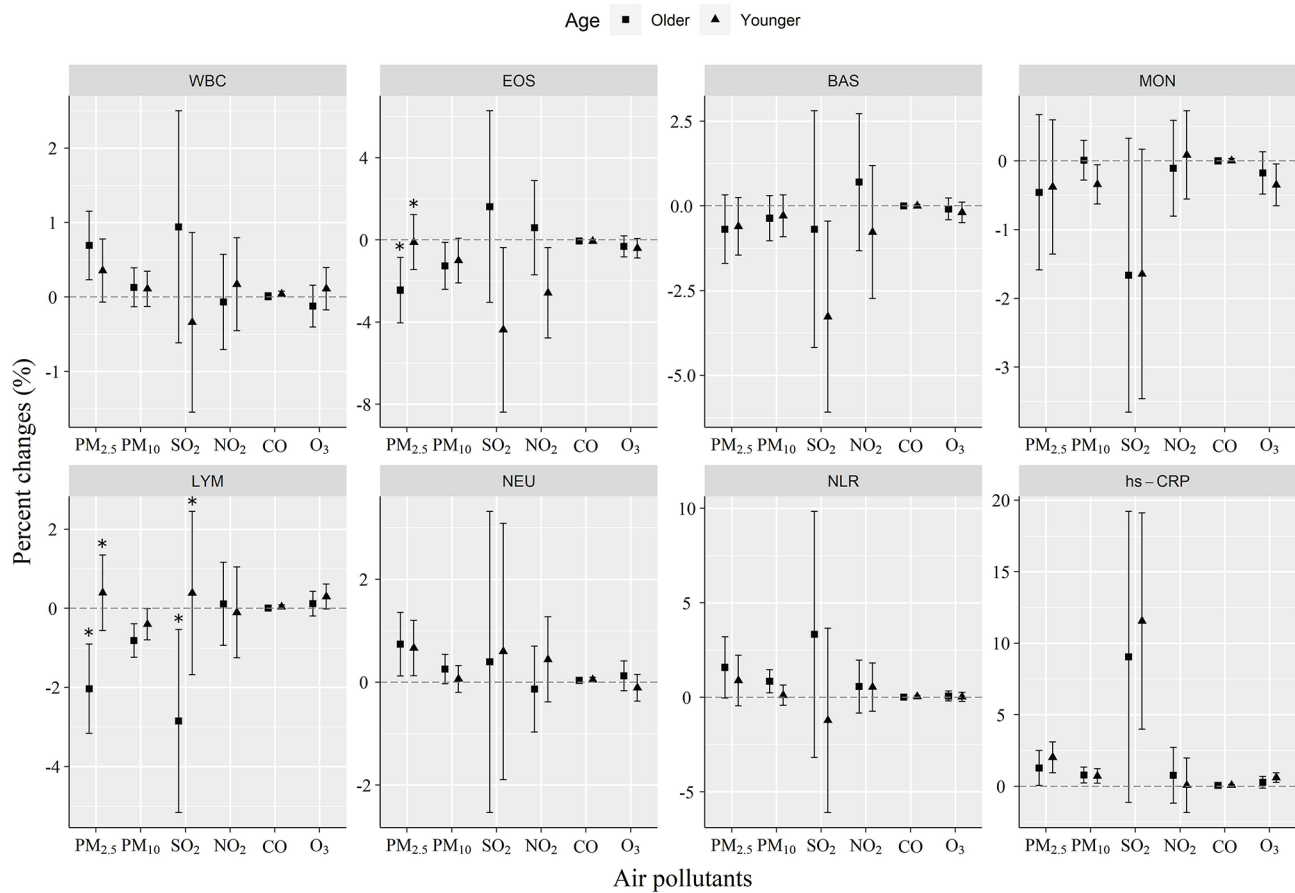 Age Older Younger
WBC EOS BAS MON
2
1
0
-1
4
0
-4
-8
2.5
0.0
-2.5
-5.0
0
-1
-2
-3
PM2.5 PM10 SO2 NO2 CO O3
PM2.5 PM10 SO2 NO2 CO O3
PM2.5 PM10 SO2 NO2 CO O3
PM2.5 PM10 SO2 NO2 CO O3
* *
Percent changes (%)
LYM NEU NLR hs-CRP
2
0
-2
-4
2
0
-2
10
5
0
-5
20
15
10
5
0
* * * *
PM2.5 PM10 SO2 NO2 CO O3
PM2.5 PM10 SO2 NO2 CO O3
PM2.5 PM10 SO2 NO2 CO O3
PM2.5 PM10 SO2 NO2 CO O3
Air pollutants